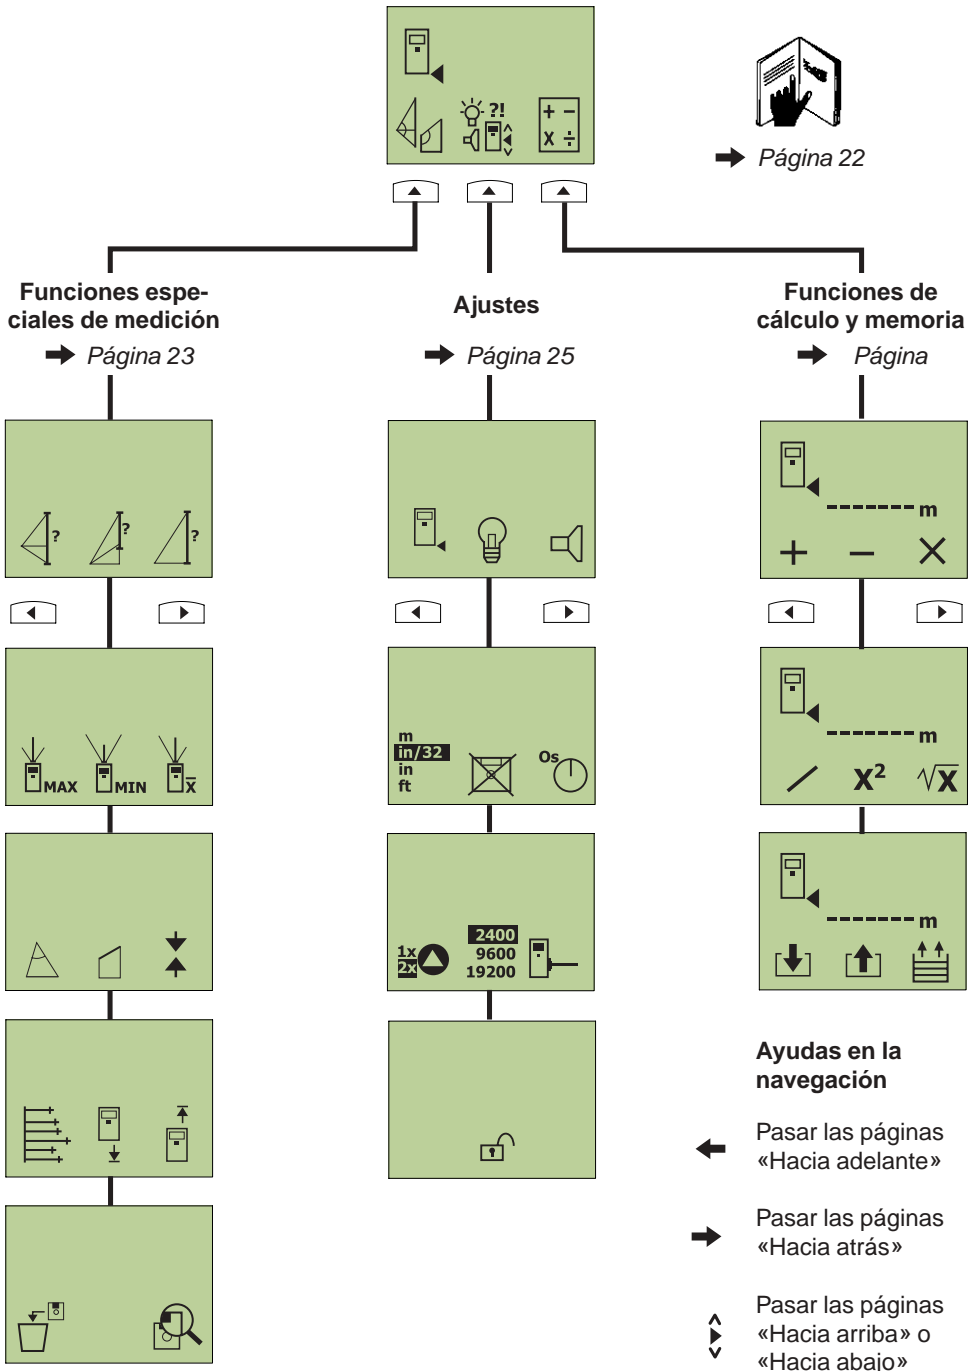 ?!
+ −
x ÷
Página 22
Funciones espe-
ciales de medición
Página 23
Ajustes
Página 25
Funciones de
cálculo y memoria
Página
? ? ?
m
+ − ×
MAX MIN x̅
m
in/32
in
ft
Os
m
/ X² √X
1x
2x
2400
9600
19200
m
Ayudas en la
navegación
Pasar las páginas
«Hacia adelante»
Pasar las páginas
«Hacia atrás»
Pasar las páginas
«Hacia arriba» o
«Hacia abajo»